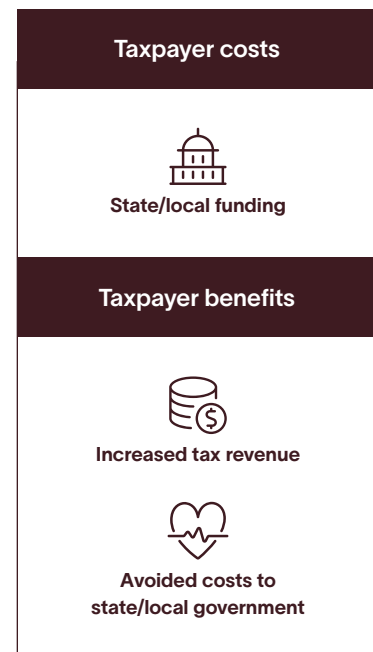 Taxpayer costs
State/local funding
Taxpayer benefits
$
Increased tax revenue
Avoided costs to
state/local government